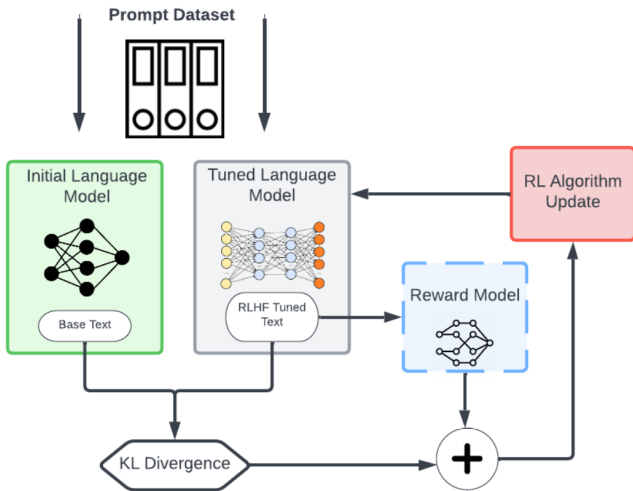 Prompt Dataset
Initial Language
Model
Base Text
Tuned Language
Model
RLHF Tuned
Text
RL Algorithm
Update
Reward Model
KL Divergence
+